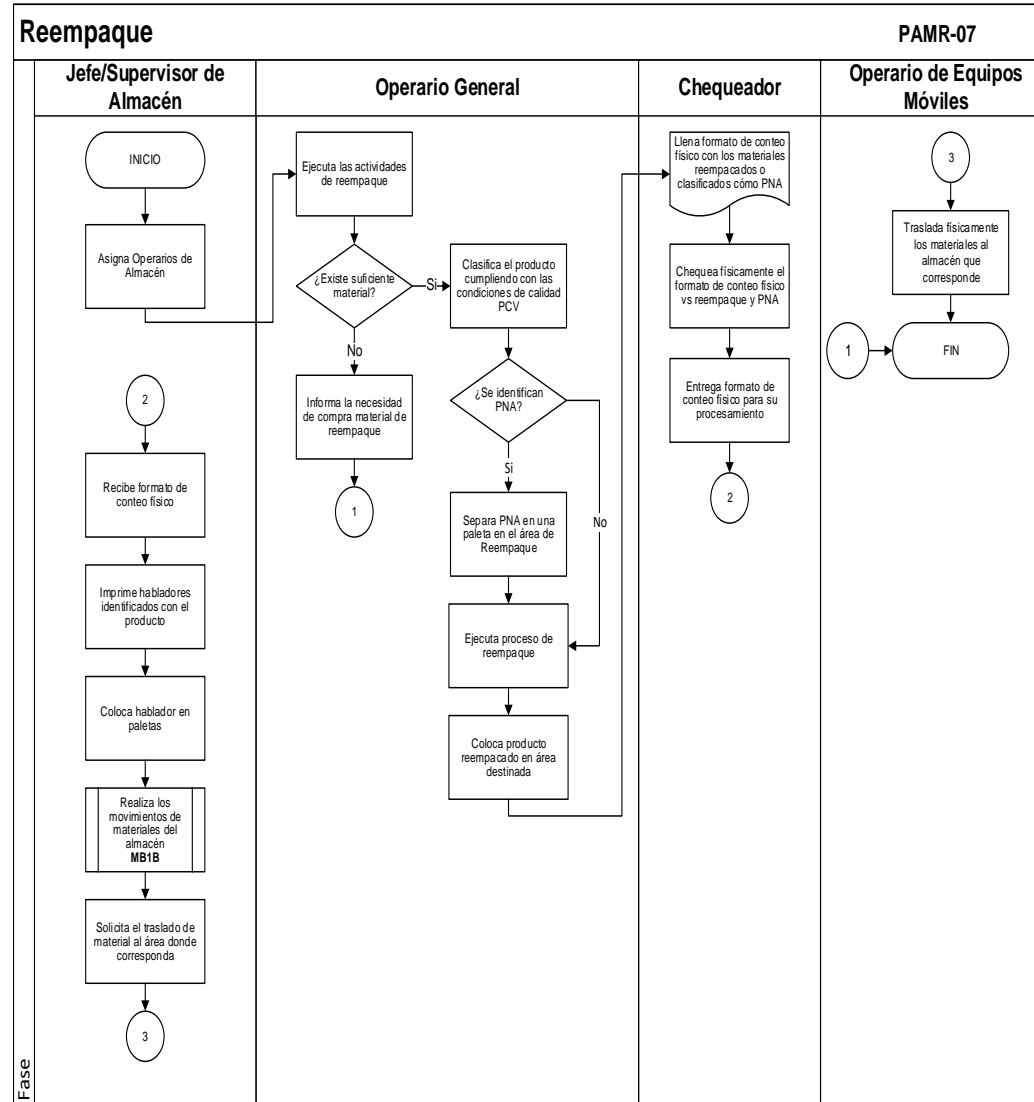 Reempaque
PAMR-07
Fase
Jefe/Supervisor de
Almacén
Operario General
Chequeador
Operario de Equipos
Móviles
INICIO
Asigna Operarios de
Almacén
2
Recibe formato de
conteo físico
Imprime habladores
identificados con el
producto
Coloca hablador en
paletas
Realiza los
movimientos de
materiales del
almacén
MB1B
Solicita el traslado de
material al área donde
corresponda
3
Ejecuta las actividades
de reempaque
¿Existe suficiente
material?
Si
No
Informa la necesidad
de compra material de
reempaque
1
Clasifica el producto
cumpliendo con las
condiciones de calidad
PCV
¿Se identifican
PNA?
Si
No
Separa PNA en una
paleta en el área de
Reempaque
Ejecuta proceso de
reempaque
Coloca producto
reempacado en área
destinada
Llena formato de conteo
físico con los materiales
reempacados o
clasificados cómo PNA
Chequea físicamente el
formato de conteo físico
vs reempaque y PNA
Entrega formato de
conteo físico para su
procesamiento
2
3
Traslada físicamente
los materiales al
almacén que
corresponde
1
FIN